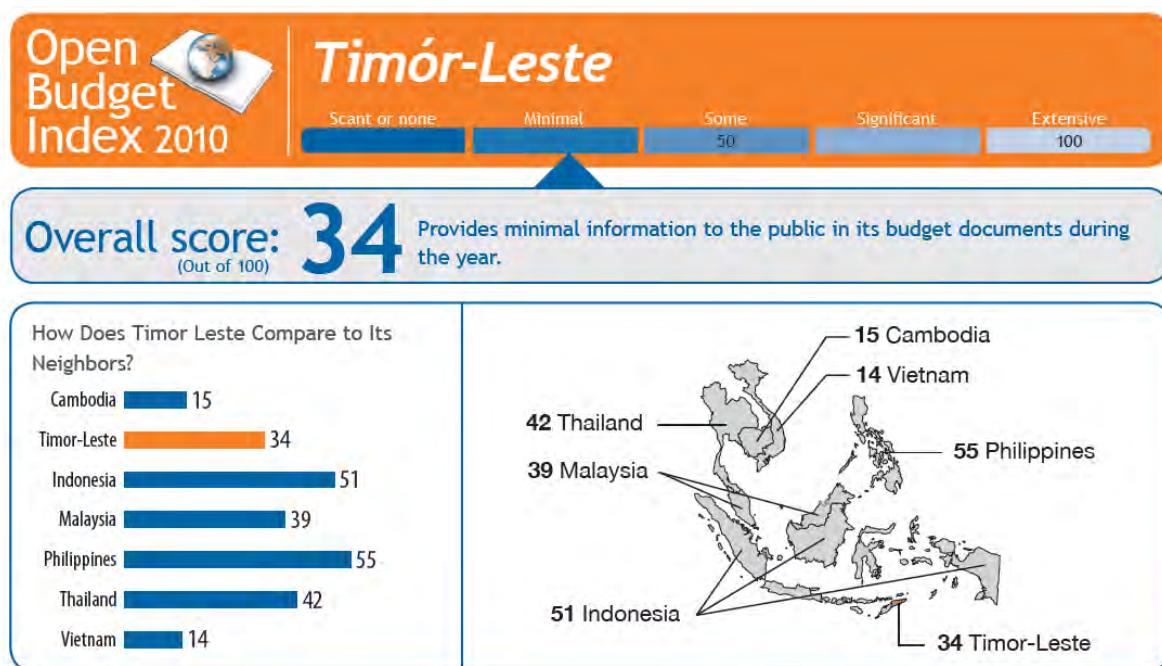 Open
Budget
Index 2010
Timór-Leste
Scant or none
Minimal
Some
Significant
Extensive
50
100
Overall score:
(Out of 100)
34
Provides minimal information to the public in its budget documents during
the year.
How Does Timor Leste Compare to Its
Neighbors?
Cambodia 15
Timor-Leste 34
Indonesia 51
Malaysia 39
Philippines 55
Thailand 42
Vietnam 14
15 Cambodia
14 Vietnam
42 Thailand
39 Malaysia
55 Philippines
51 Indonesia
34 Timor-Leste